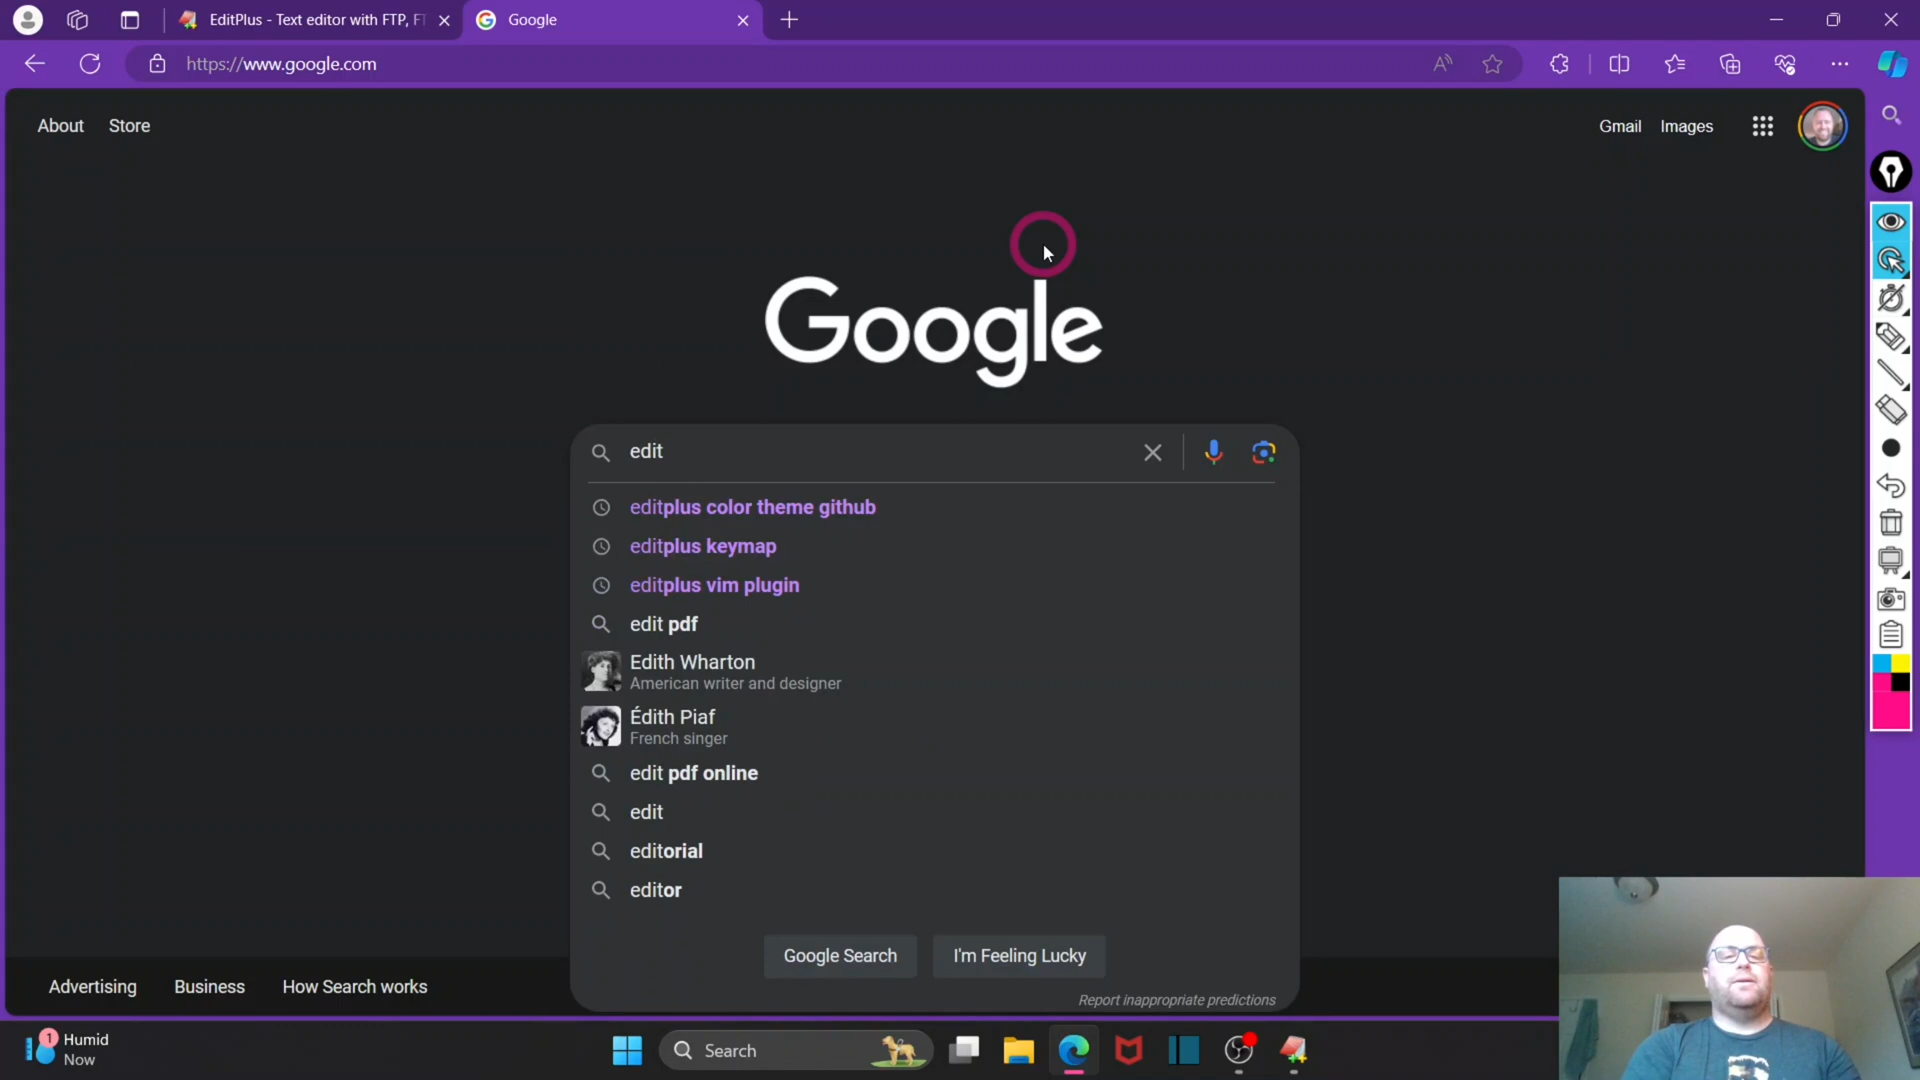 EditPlus - Text editor with FTP, FT
Google
https://www.google.com
About
Store
Gmail
Images
Google
edit
editplus color theme github
editplus keymap
editplus vim plugin
edit pdf
Edith Wharton
American writer and designer
Édith Piaf
French singer
edit pdf online
edit
editorial
editor
Google Search
I'm Feeling Lucky
Report inappropriate predictions
Advertising
Business
How Search works
1
Humid
Now
Search